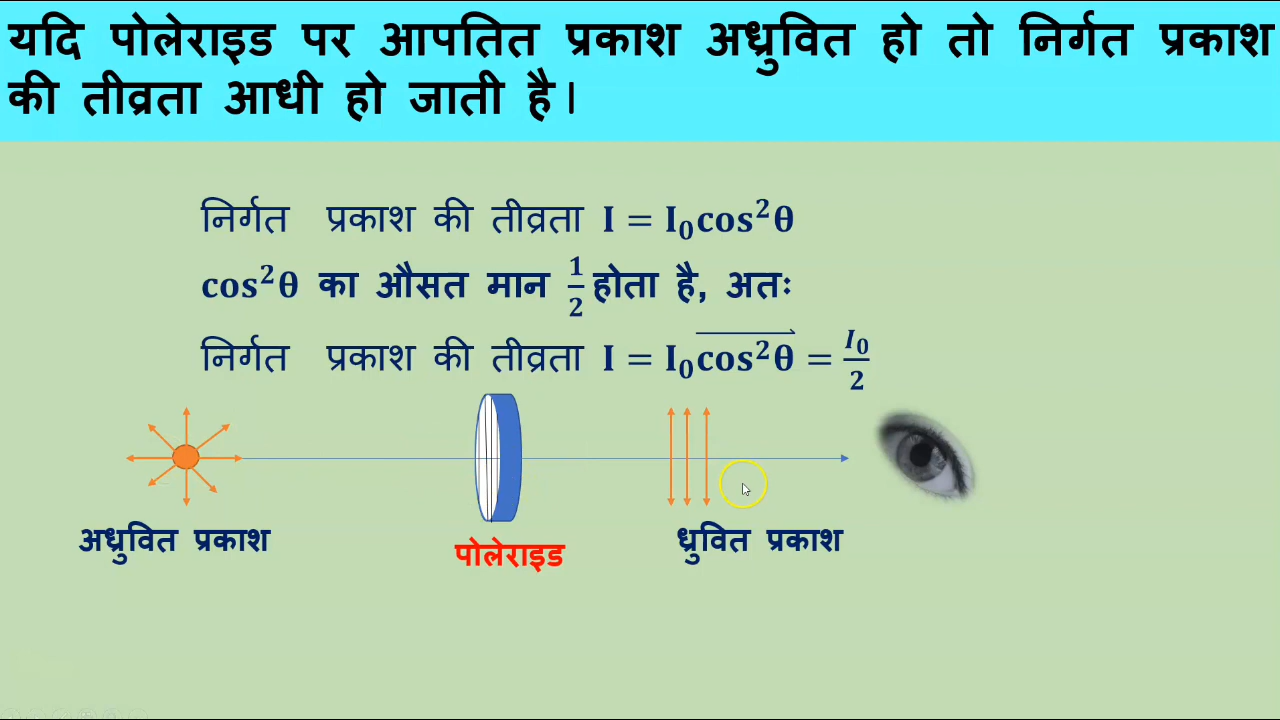 यदि पोलेराइड पर आपतित प्रकाश अध्रुवित हो तो निर्गत प्रकाश
की तीव्रता आधी हो जाती है।
निर्गत प्रकाश की तीव्रता I = I₀cos²θ
cos²θ का औसत मान 1/2 होता है, अतः
निर्गत प्रकाश की तीव्रता I = I₀cos²θ = I₀/2
अध्रुवित प्रकाश
पोलेराइड
ध्रुवित प्रकाश